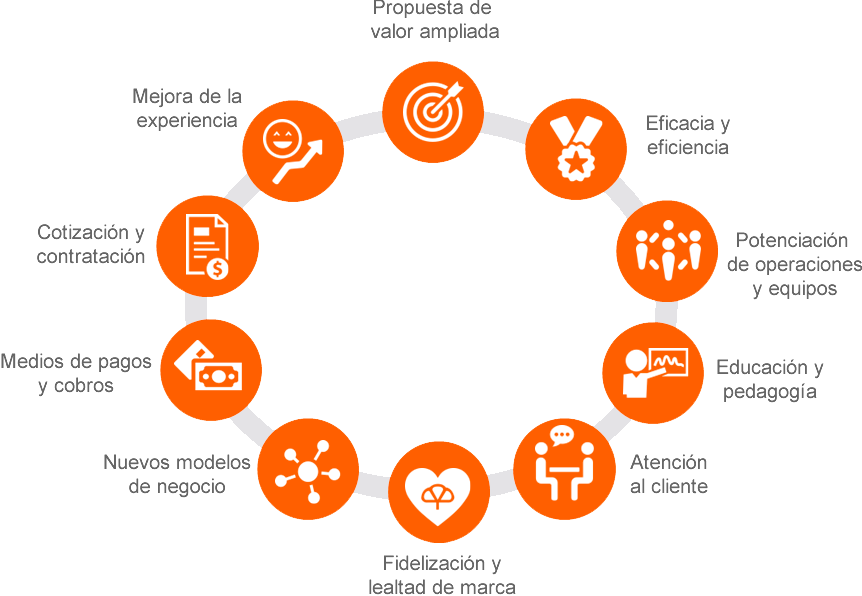 Propuesta de
valor ampliada
Eficacia y
eficiencia
Potenciación
de operaciones
y equipos
Educación y
pedagogía
Atención
al cliente
Fidelización y
lealtad de marca
Nuevos modelos
de negocio
Medios de pagos
y cobros
Cotización y
contratación
$
Mejora de la
experiencia